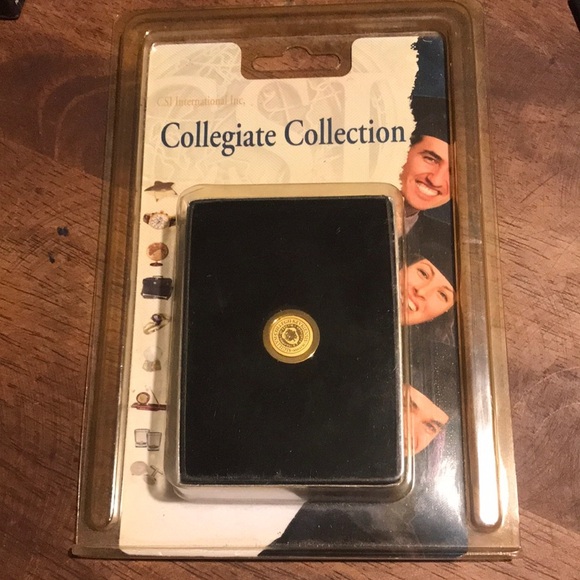 CSI International Inc.
Collegiate Collection